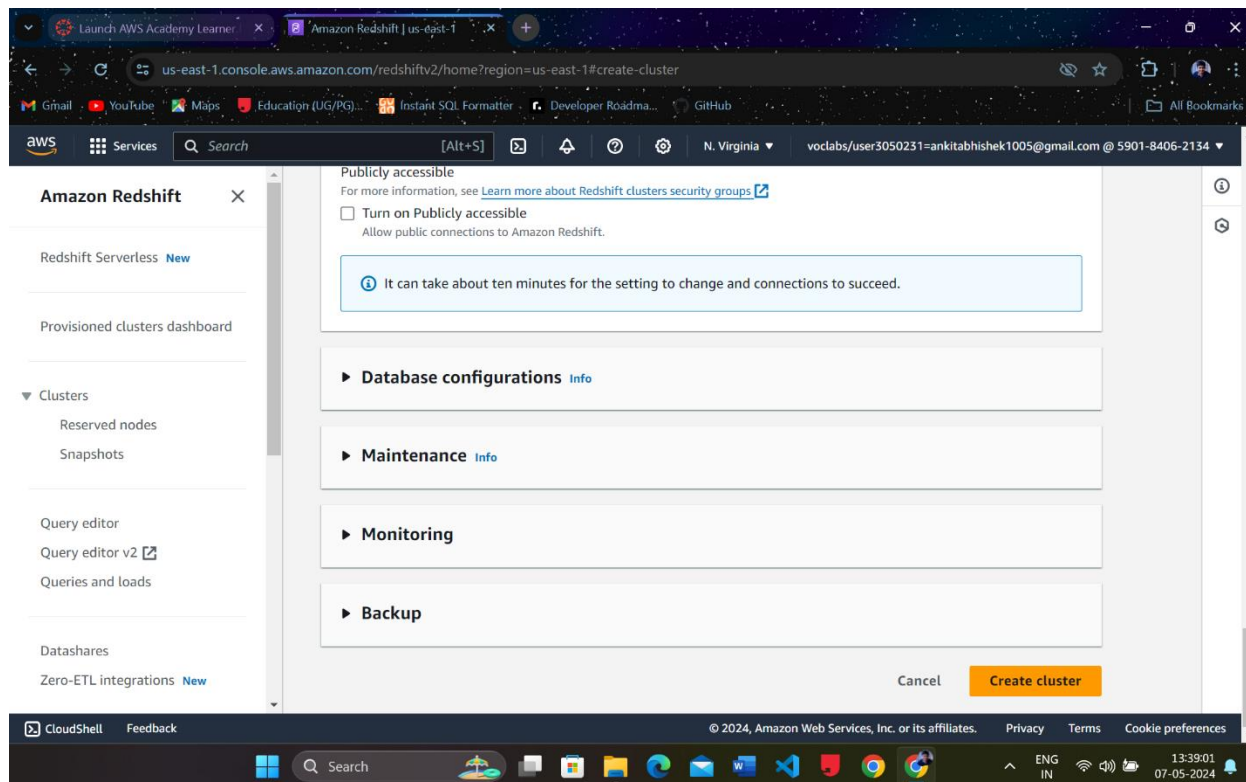 Launch AWS Academy Learner
Amazon Redshift | us-east-1
us-east-1.console.aws.amazon.com/redshiftv2/home?region=us-east-1#create-cluster
Gmail YouTube Maps Education (UG/PG)... Instant SQL Formatter r. Developer Roadma... GitHub All Bookmarks
aws Services Search [Alt+S] N. Virginia ▼ voclabs/user3050231=ankitabhishek1005@gmail.com @ 5901-8406-2134 ▼
Amazon Redshift
Redshift Serverless New
Provisioned clusters dashboard
Clusters
Reserved nodes
Snapshots
Query editor
Query editor v2
Queries and loads
Datashares
Zero-ETL integrations New
Publicly accessible
For more information, see Learn more about Redshift clusters security groups
Turn on Publicly accessible
Allow public connections to Amazon Redshift.
It can take about ten minutes for the setting to change and connections to succeed.
Database configurations Info
Maintenance Info
Monitoring
Backup
Cancel Create cluster
CloudShell Feedback © 2024, Amazon Web Services, Inc. or its affiliates. Privacy Terms Cookie preferences
Search ENG IN 13:39:01
07-05-2024